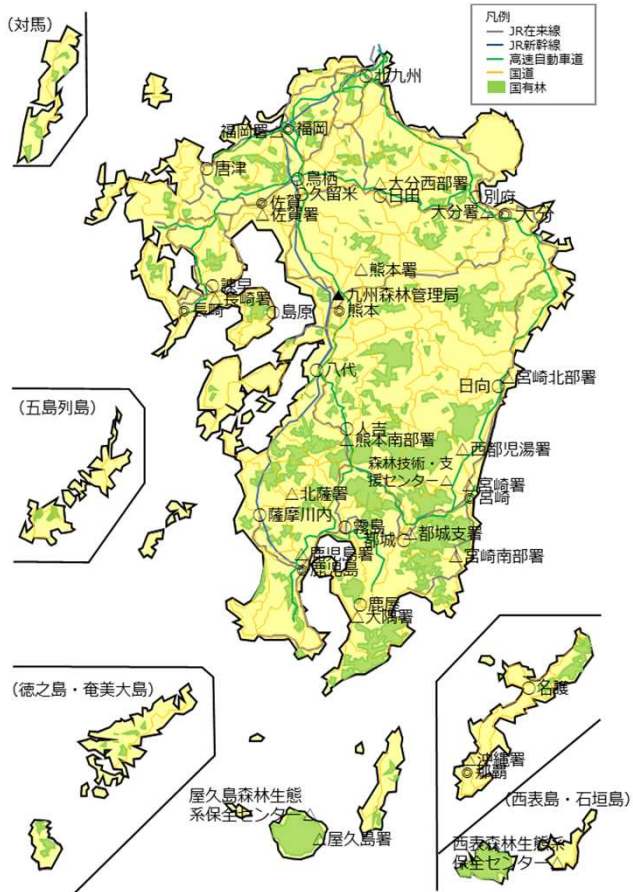 （対馬）
凡例
JR在来線
JR新幹線
高速自動車道
国道
国有林
北九州
福岡署
福岡
唐津
鳥栖
久留米
佐賀
佐賀署
大分西部署
日田
別府
大分署
大分
熊本署
諫早
長崎署
長崎
島原
九州森林管理局
熊本
八代
日向
宮崎北部署
（五島列島）
人吉
熊本南部署
西都児湯署
森林技術・支
援センター
宮崎署
宮崎
北薩署
薩摩川内
霧島
都城
都城支署
鹿児島署
鹿児島
宮崎南部署
鹿屋
大隅署
（徳之島・奄美大島）
名護
沖縄署
那覇
屋久島森林生態
系保全センター
屋久島署
（西表島・石垣島）
西表森林生態系
保全センター